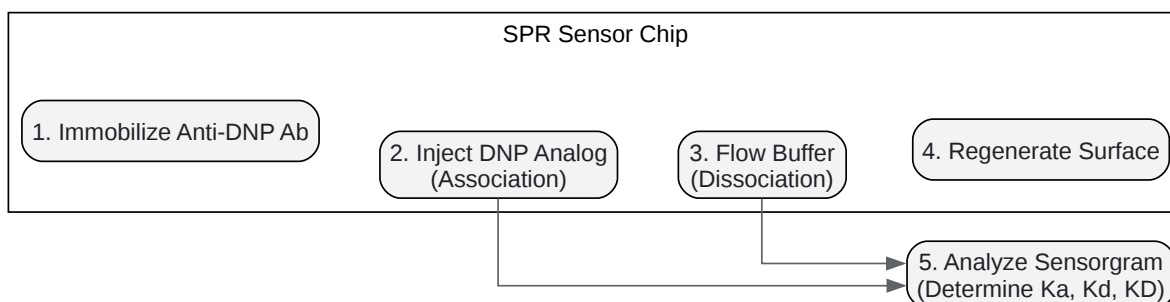 SPR Sensor Chip
1. Immobilize Anti-DNP Ab
2. Inject DNP Analog
(Association)
3. Flow Buffer
(Dissociation)
4. Regenerate Surface
5. Analyze Sensorgram
(Determine Ka, Kd, KD)